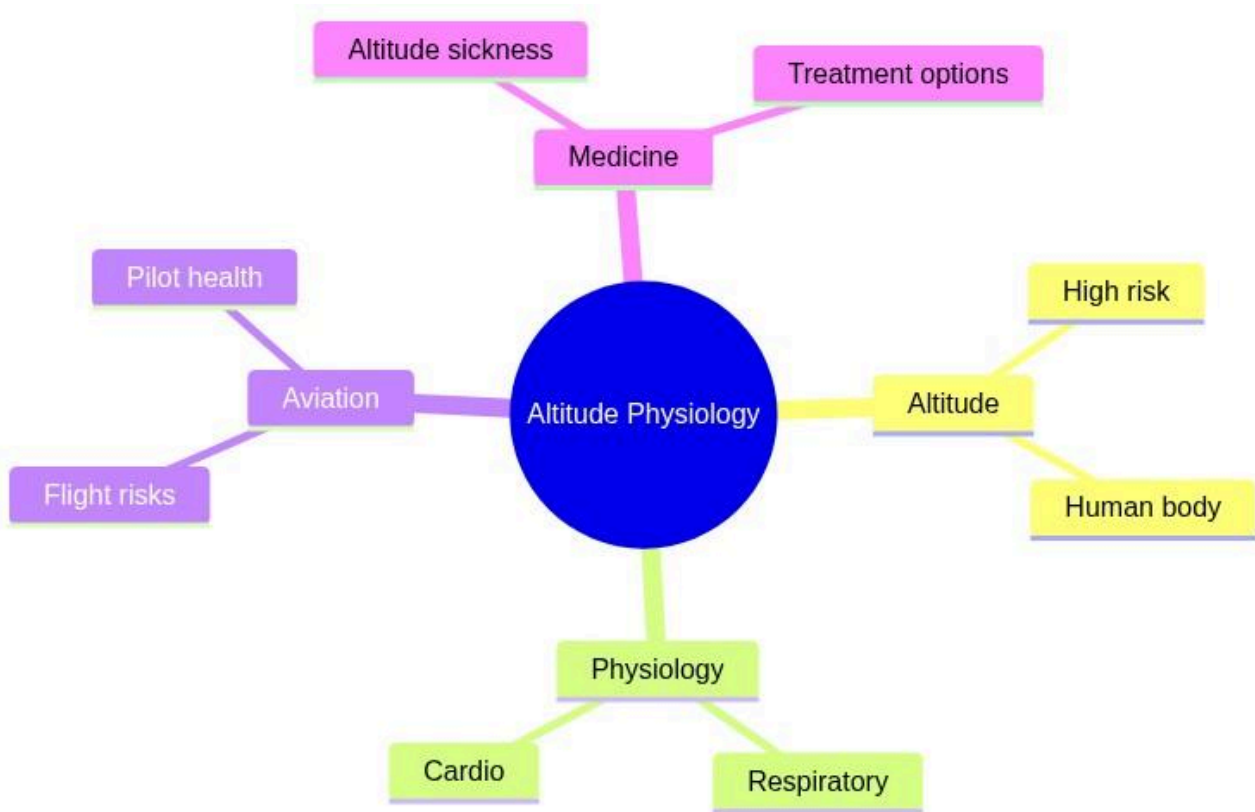 Altitude sickness
Treatment options
Medicine
Pilot health
High risk
Aviation
Altitude Physiology
Altitude
Flight risks
Human body
Physiology
Cardio
Respiratory